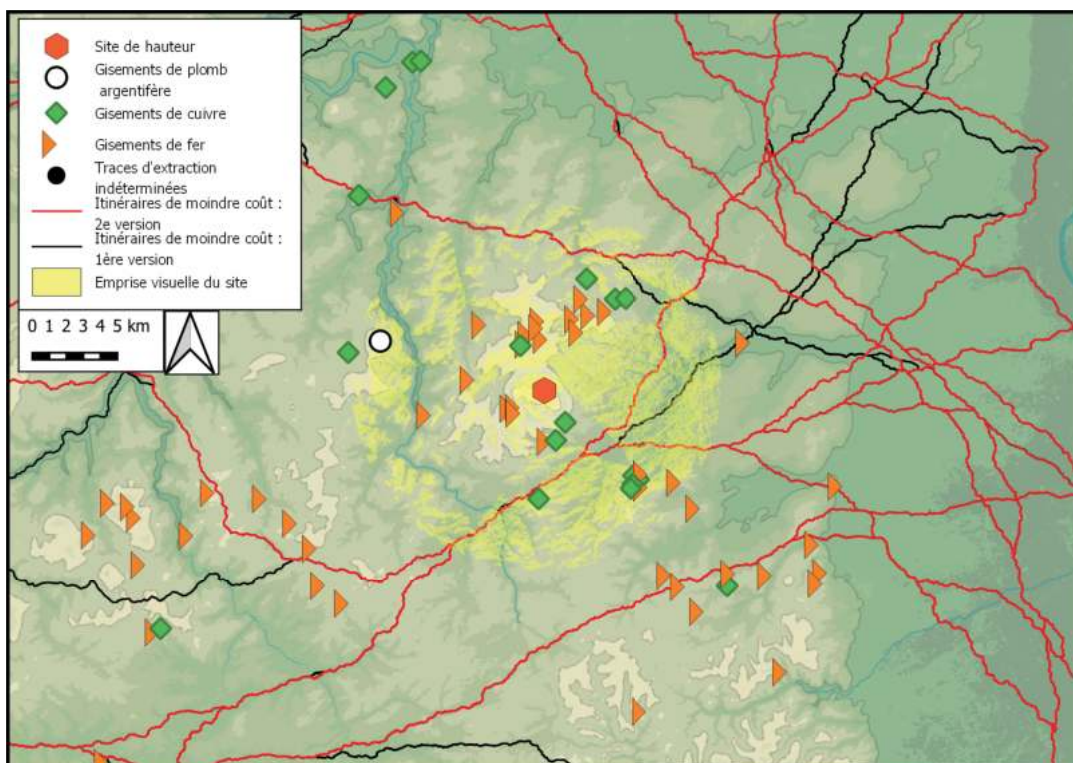 Site de hauteur
Gisements de plomb
argentifère
Gisements de cuivre
Gisements de fer
Traces d'extraction
indéterminées
Itinéraires de moindre coût :
2e version
Itinéraires de moindre coût :
1ère version
Emprise visuelle du site
0 1 2 3 4 5 km